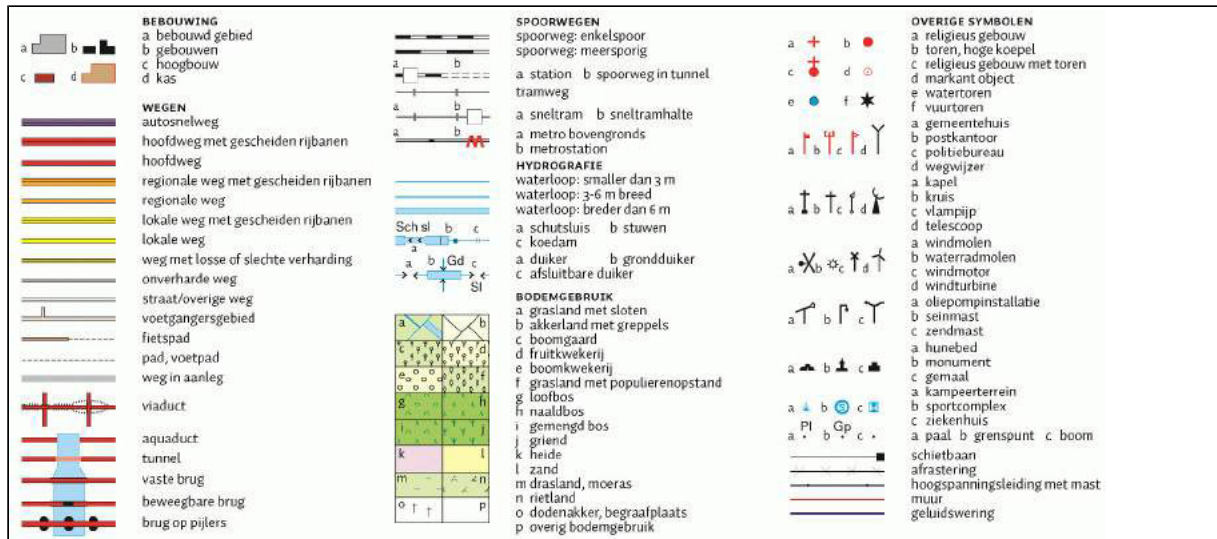 BEBOUWING
a bebouwd gebied
a b
b gebouwen
c hoogbouw
c d
d kas
WEGEN
autosnelweg
hoofdweg met gescheiden rijbanen
hoofdweg
regionale weg met gescheiden rijbanen
regionale weg
lokale weg met gescheiden rijbanen
lokale weg
weg met losse of slechte verharding
onverharde weg
straat/overige weg
voetgangersgebied
fietspad
pad, voetpad
weg in aanleg
viaduct
aquaduct
tunnel
vaste brug
beweegbare brug
brug op pijlers
SPOORWEGEN
spoorweg: enkelspoor
spoorweg: meersporig
a b
a station b spoorweg in tunnel
tramweg
a b
a sneltram b sneltramhalte
a b
a metro bovengronds
b metrostation
HYDROGRAFIE
waterloop: smaller dan 3 m
waterloop: 3-6 m breed
waterloop: breder dan 6 m
Sch sl b c
a
a schutsluis b stuwen
c koedam
a b Gd c
Sl
a duiker b grondduiker
c afsluitbare duiker
BODEMGEBRUIK
a b
c d
e f
g h
i j
k l
m n
o p
a grasland met sloten
b akkerland met greppels
c boomgaard
d fruitkwekerij
e boomkwekerij
f grasland met populierenopstand
g loofbos
h naaldbos
i gemengd bos
j griend
k heide
l zand
m drasland, moeras
n rietland
o dodenakker, begraafplaats
p overig bodemgebruik
OVERIGE SYMBOLEN
a b
c d
e f
a religieus gebouw
b toren, hoge koepel
c religieus gebouw met toren
d markant object
e watertoren
f vuurtoren
a b c d
a gemeentehuis
b postkantoor
c politiebureau
d wegwijzer
a b c d
a kapel
b kruis
c vlampijp
d telescoop
a b c d
a windmolen
b waterradmolen
c windmotor
d windturbine
a b c
a oliepompinstallatie
b seinmast
c zendmast
a b c
a hunebed
b monument
c gemaal
a b S c
a kampeerterrein
b sportcomplex
c ziekenhuis
Pl Gp
a b c
a paal b grenspunt c boom
schietbaan
afrastering
hoogspanningsleiding met mast
muur
geluidswering